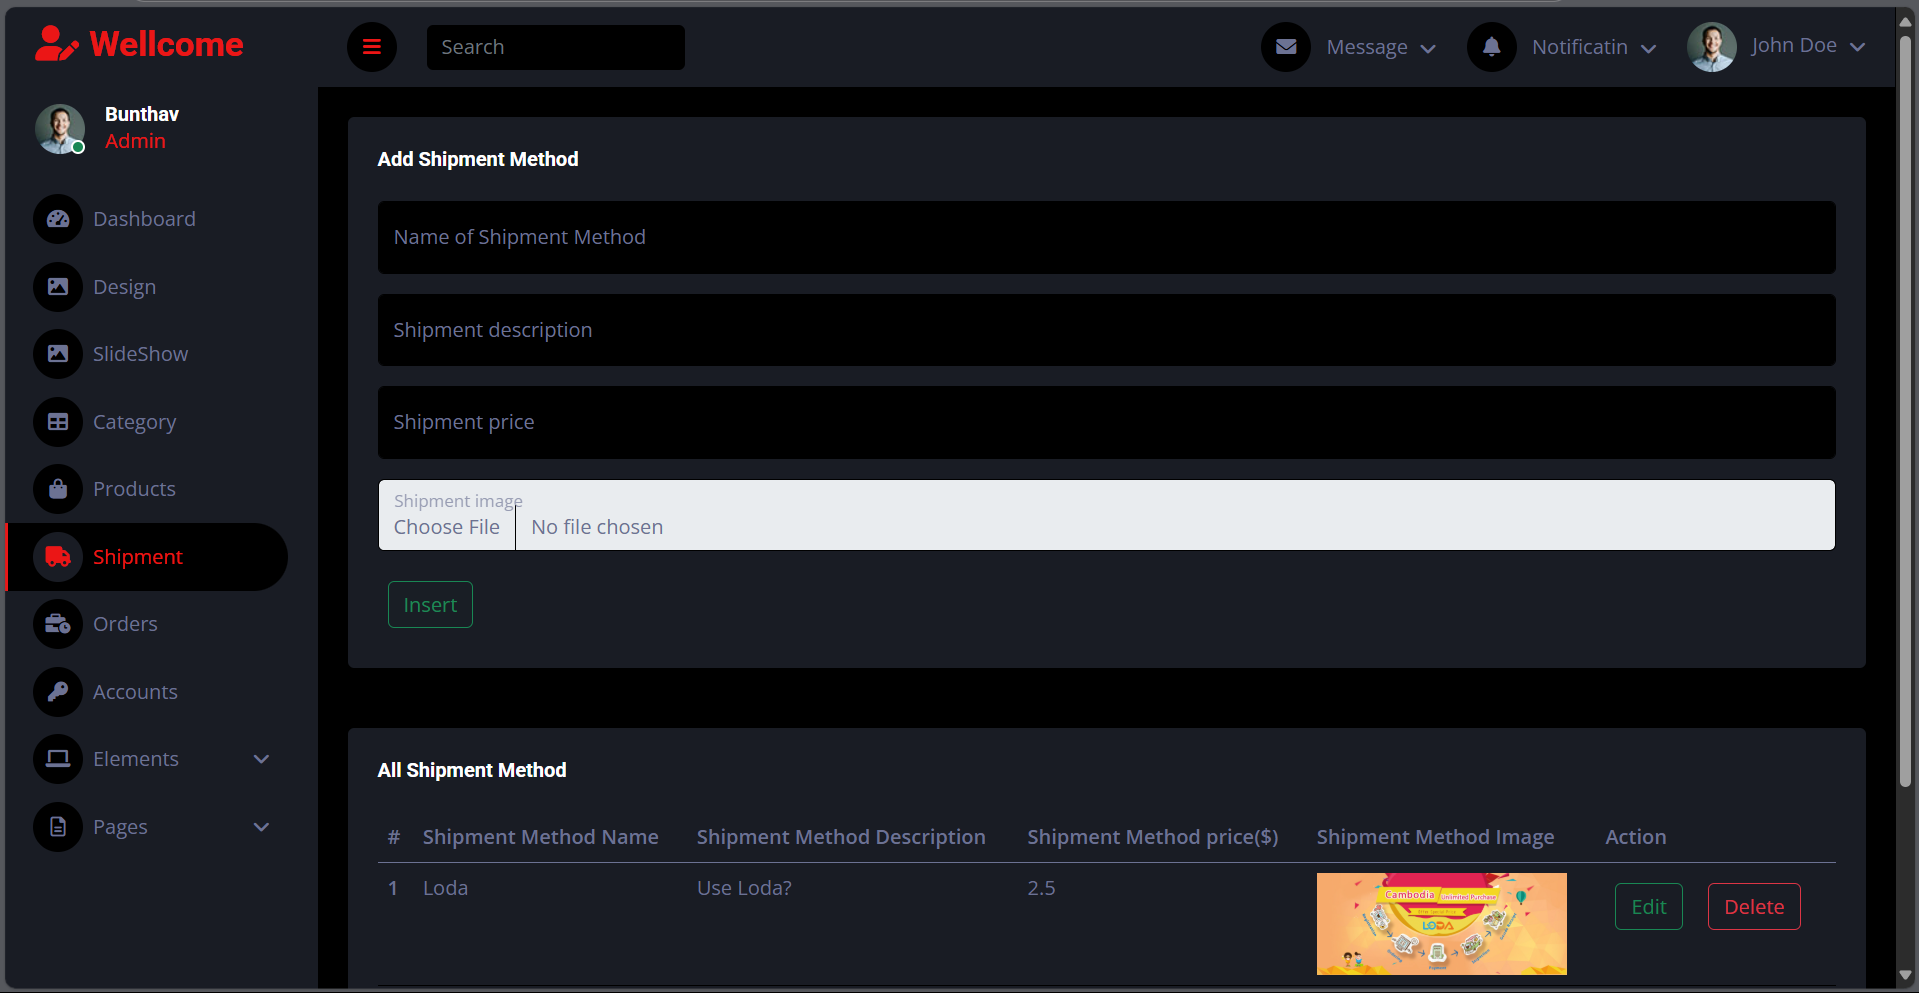 Wellcome
Search
Message
Notificatin
John Doe
Bunthav
Admin
Dashboard
Design
SlideShow
Category
Products
Shipment
Orders
Accounts
Elements
Pages
Add Shipment Method
Name of Shipment Method
Shipment description
Shipment price
Shipment image
Choose File No file chosen
Insert
All Shipment Method
# Shipment Method Name Shipment Method Description Shipment Method price($) Shipment Method Image Action
1 Loda Use Loda? 2.5 Edit Delete
Cambodia Unlimited Purchase
LODA